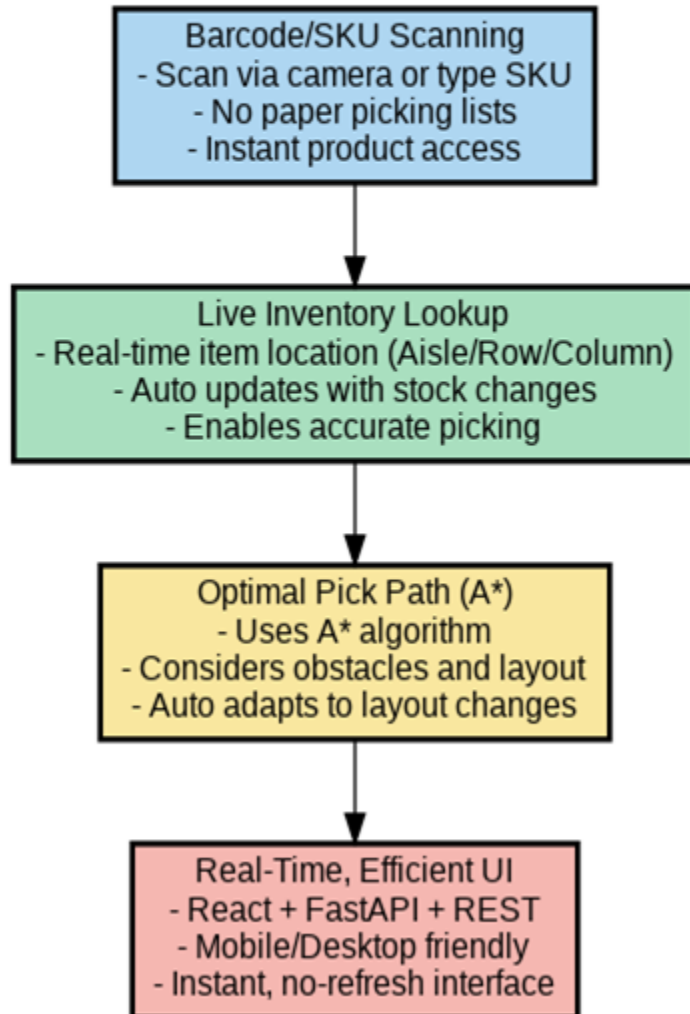 Barcode/SKU Scanning
- Scan via camera or type SKU
- No paper picking lists
- Instant product access
Live Inventory Lookup
- Real-time item location (Aisle/Row/Column)
- Auto updates with stock changes
- Enables accurate picking
Optimal Pick Path (A*)
- Uses A* algorithm
- Considers obstacles and layout
- Auto adapts to layout changes
Real-Time, Efficient UI
- React + FastAPI + REST
- Mobile/Desktop friendly
- Instant, no-refresh interface